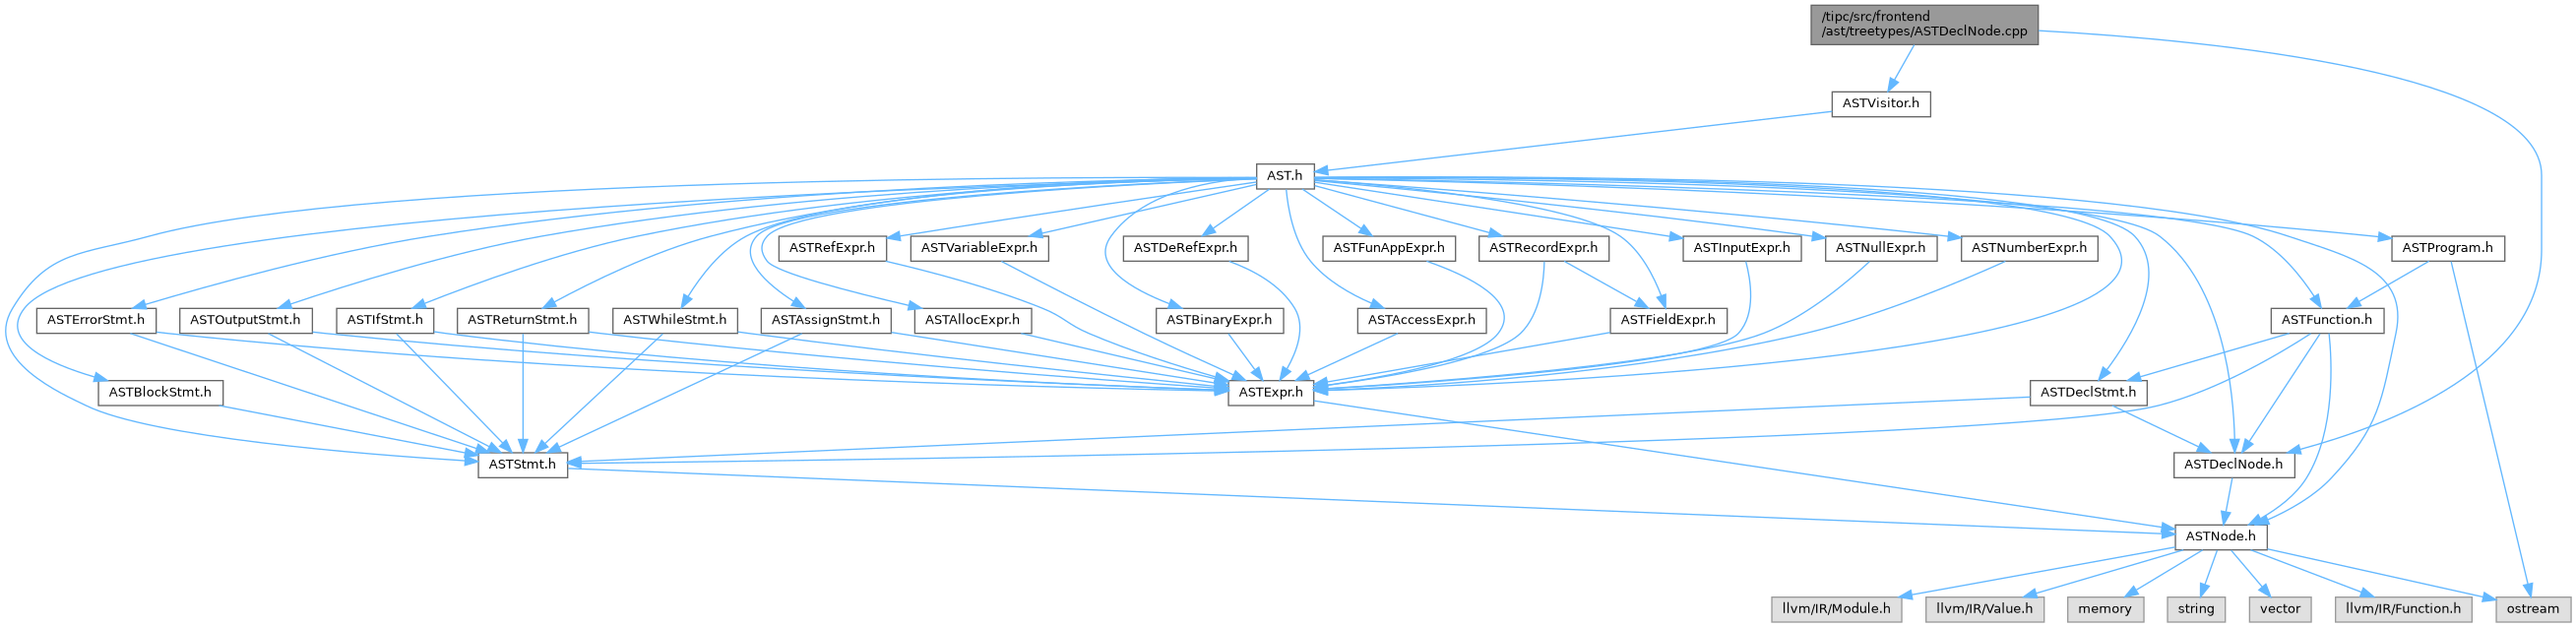 /tipc/src/frontend
/ast/treetypes/ASTDeclNode.cpp
ASTVisitor.h
AST.h
ASTRefExpr.h
ASTVariableExpr.h
ASTDeRefExpr.h
ASTFunAppExpr.h
ASTRecordExpr.h
ASTInputExpr.h
ASTNullExpr.h
ASTNumberExpr.h
ASTProgram.h
ASTErrorStmt.h
ASTOutputStmt.h
ASTIfStmt.h
ASTReturnStmt.h
ASTWhileStmt.h
ASTAssignStmt.h
ASTAllocExpr.h
ASTBinaryExpr.h
ASTAccessExpr.h
ASTFieldExpr.h
ASTFunction.h
ASTBlockStmt.h
ASTExpr.h
ASTDeclStmt.h
ASTStmt.h
ASTDeclNode.h
ASTNode.h
llvm/IR/Module.h
llvm/IR/Value.h
memory
string
vector
llvm/IR/Function.h
ostream